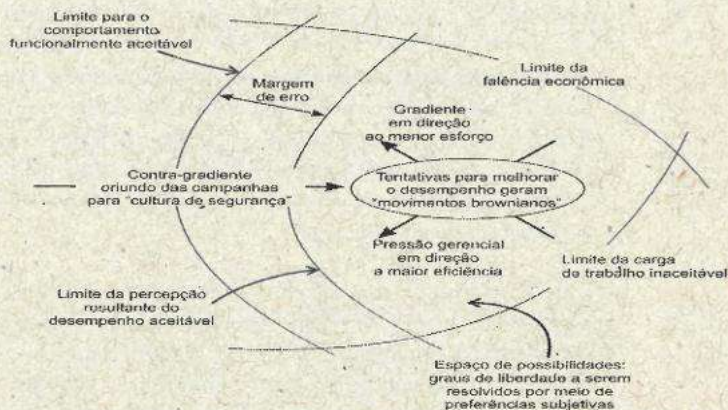 Limite para o
comportamento
funcionalmente aceitável
Margem
de erro
Limite da
falência econômica
Gradiente
em direção
ao menor esforço
Contra-gradiente
oriundo das campanhas
para "cultura de segurança"
Tentativas para melhorar
o desempenho geram
"movimentos brownianos"
Pressão gerencial
em direção
a maior eficiência
Limite da carga
de trabalho inaceitável
Limite da percepção
resultante do
desempenho aceitável
Espaço de possibilidades:
graus de liberdade a serem
resolvidos por meio de
preferências subjetivas